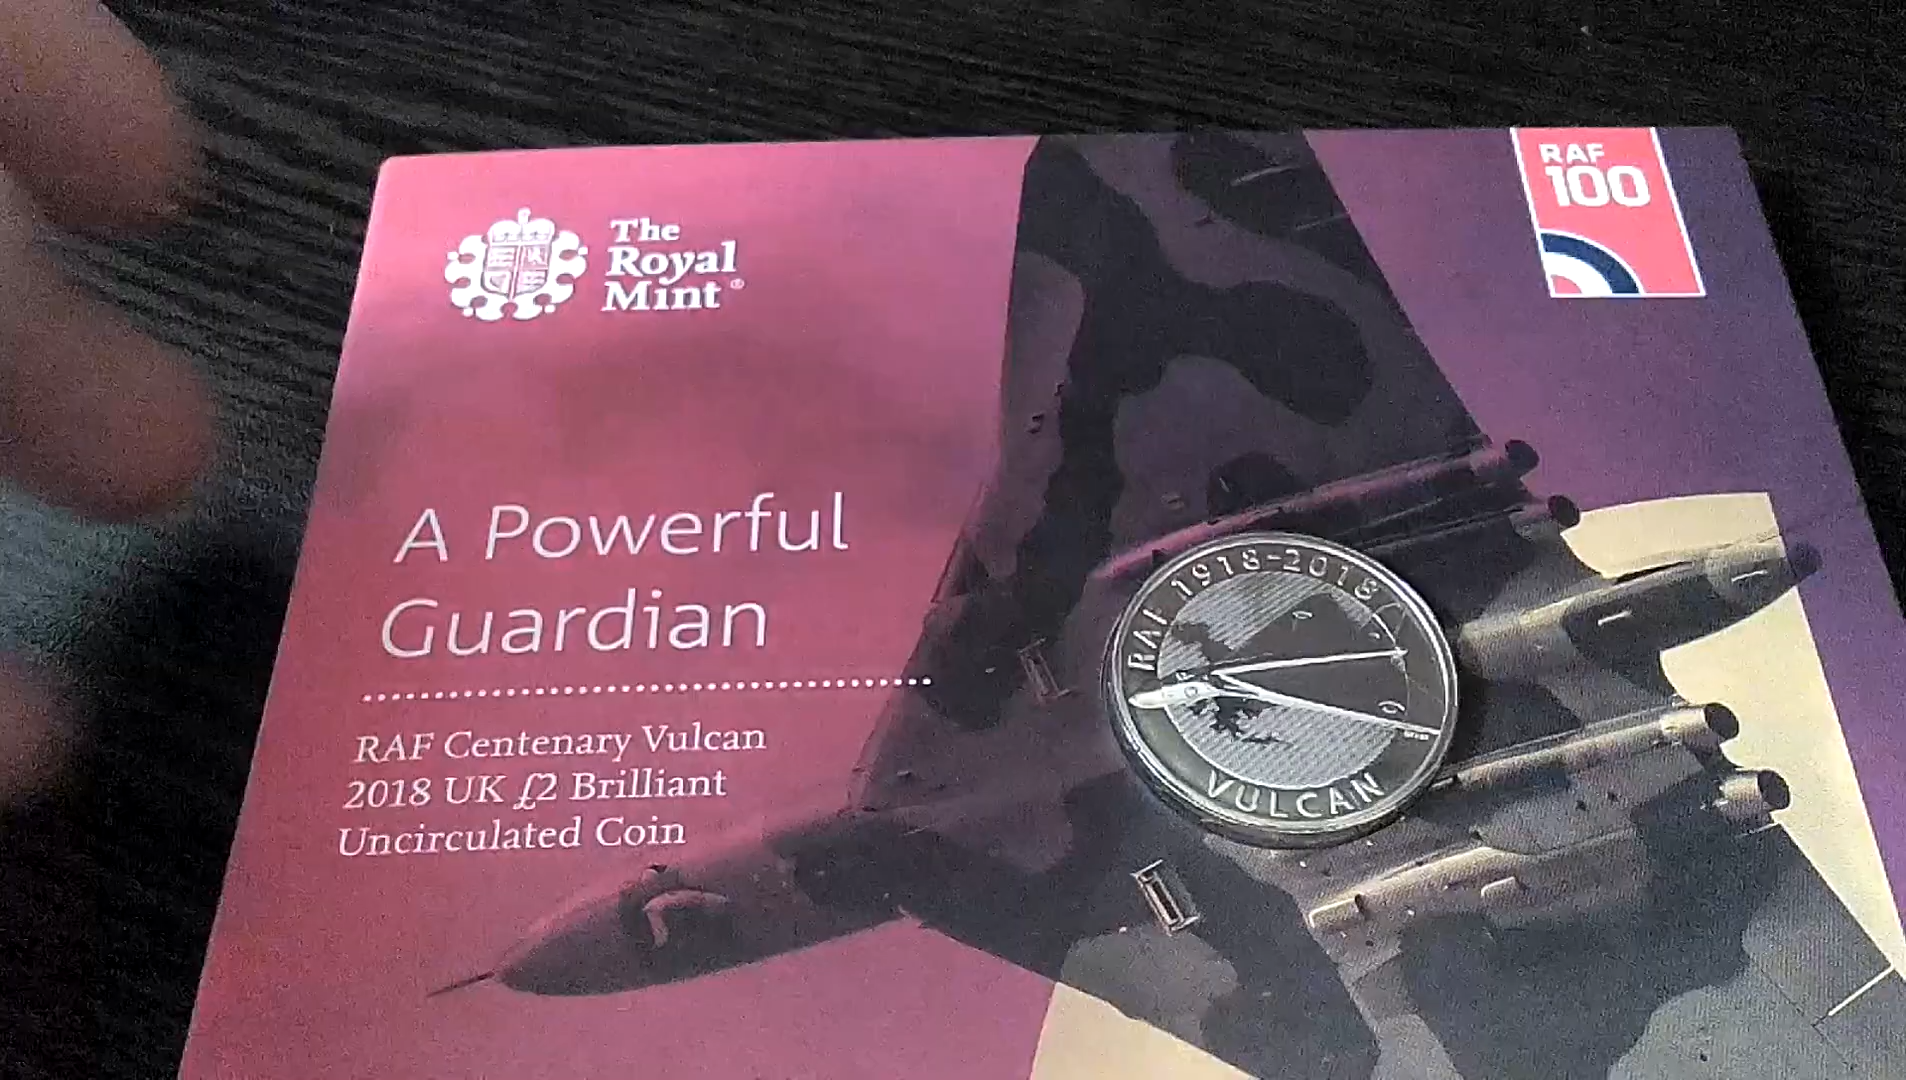 The
Royal
Mint®
RAF
100
A Powerful
Guardian
RAF Centenary Vulcan
2018 UK £2 Brilliant
Uncirculated Coin
RAF 1918-2018
VULCAN